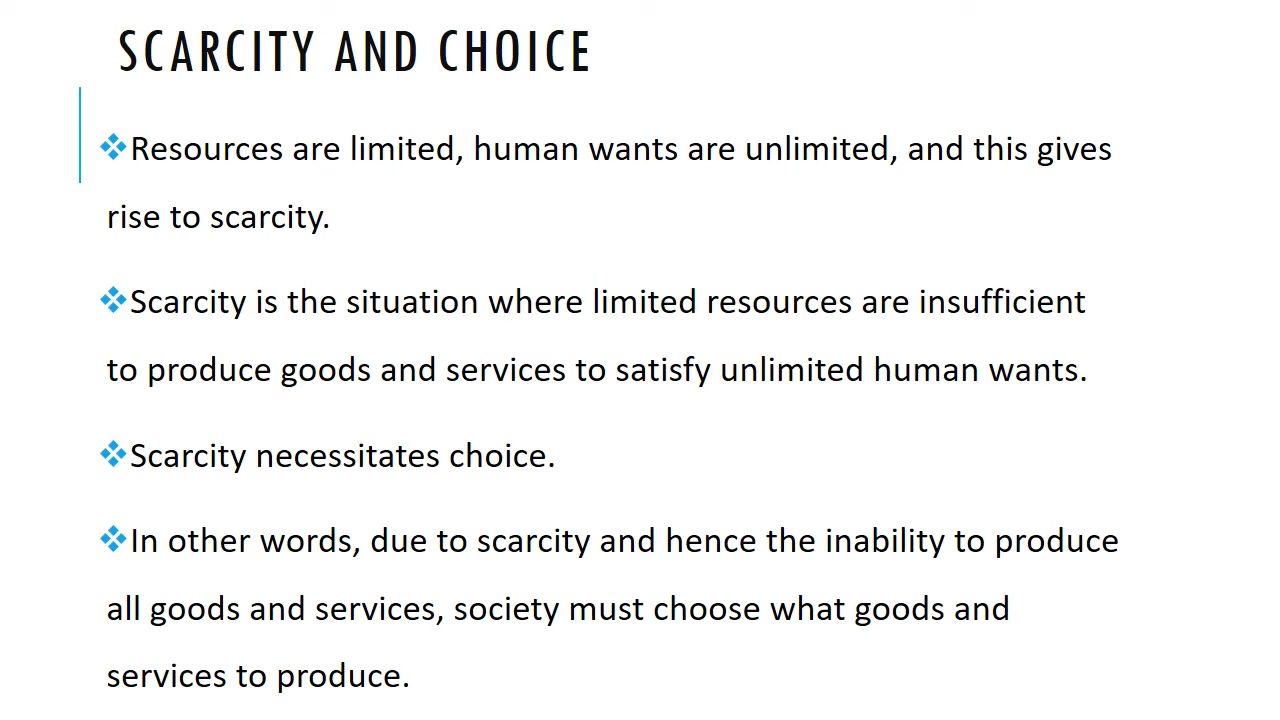 SCARCITY AND CHOICE
❖Resources are limited, human wants are unlimited, and this gives
rise to scarcity.
❖Scarcity is the situation where limited resources are insufficient
to produce goods and services to satisfy unlimited human wants.
❖Scarcity necessitates choice.
❖In other words, due to scarcity and hence the inability to produce
all goods and services, society must choose what goods and
services to produce.